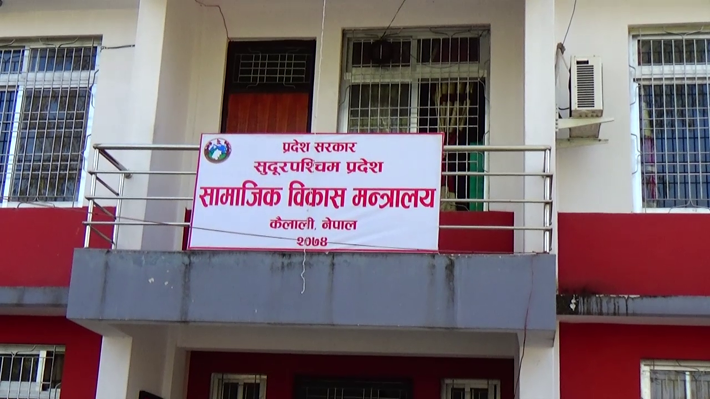 प्रदेश सरकार
सुदूरपश्चिम प्रदेश
सामाजिक विकास मन्त्रालय
कैलाली, नेपाल
२०७४